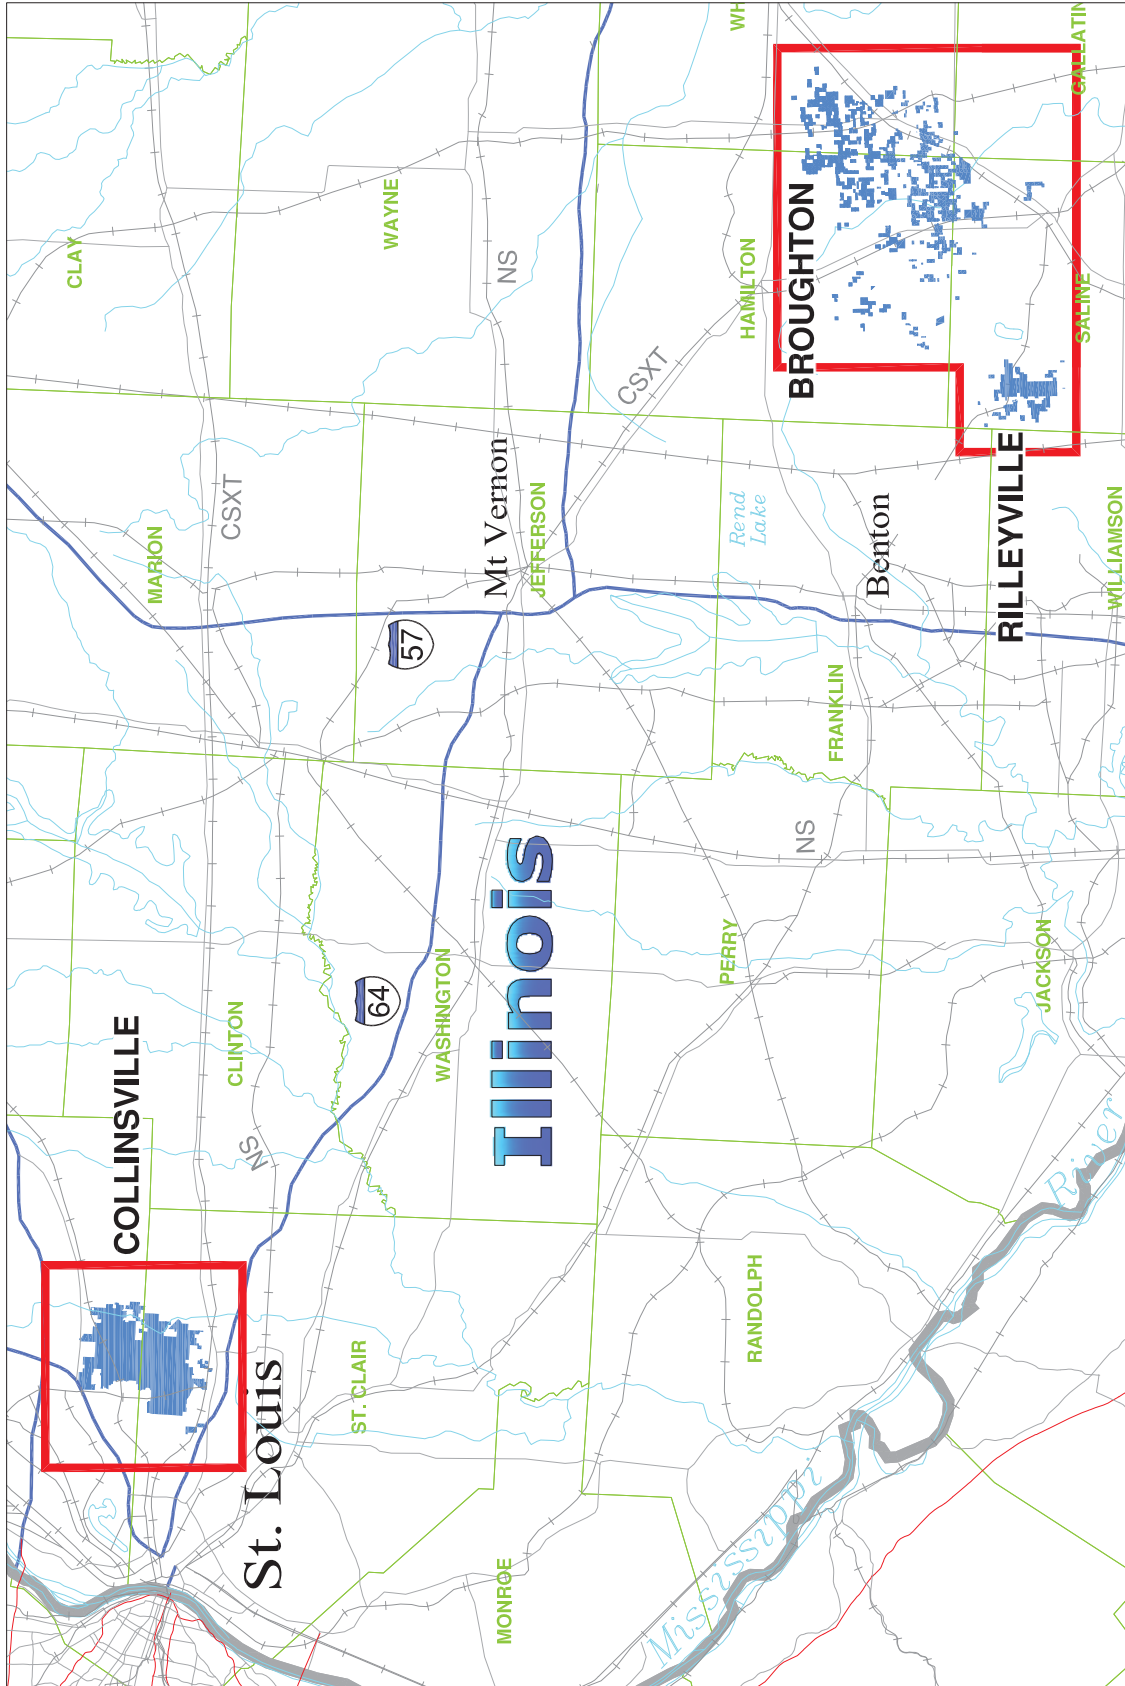 COLLINSVILLE
St. Louis
ST. CLAIR
MONROE
Mississippi
River
RANDOLPH
CLINTON
NS
64
WASHINGTON
Illinois
PERRY
NS
JACKSON
MARION
CSXT
57
Mt Vernon
JEFFERSON
Rend
Lake
Benton
FRANKLIN
RILLEYVILLE
WILLIAMSON
CLAY
WAYNE
NS
CSXT
HAMILTON
BROUGHTON
SALINE
WH
GALLATIN